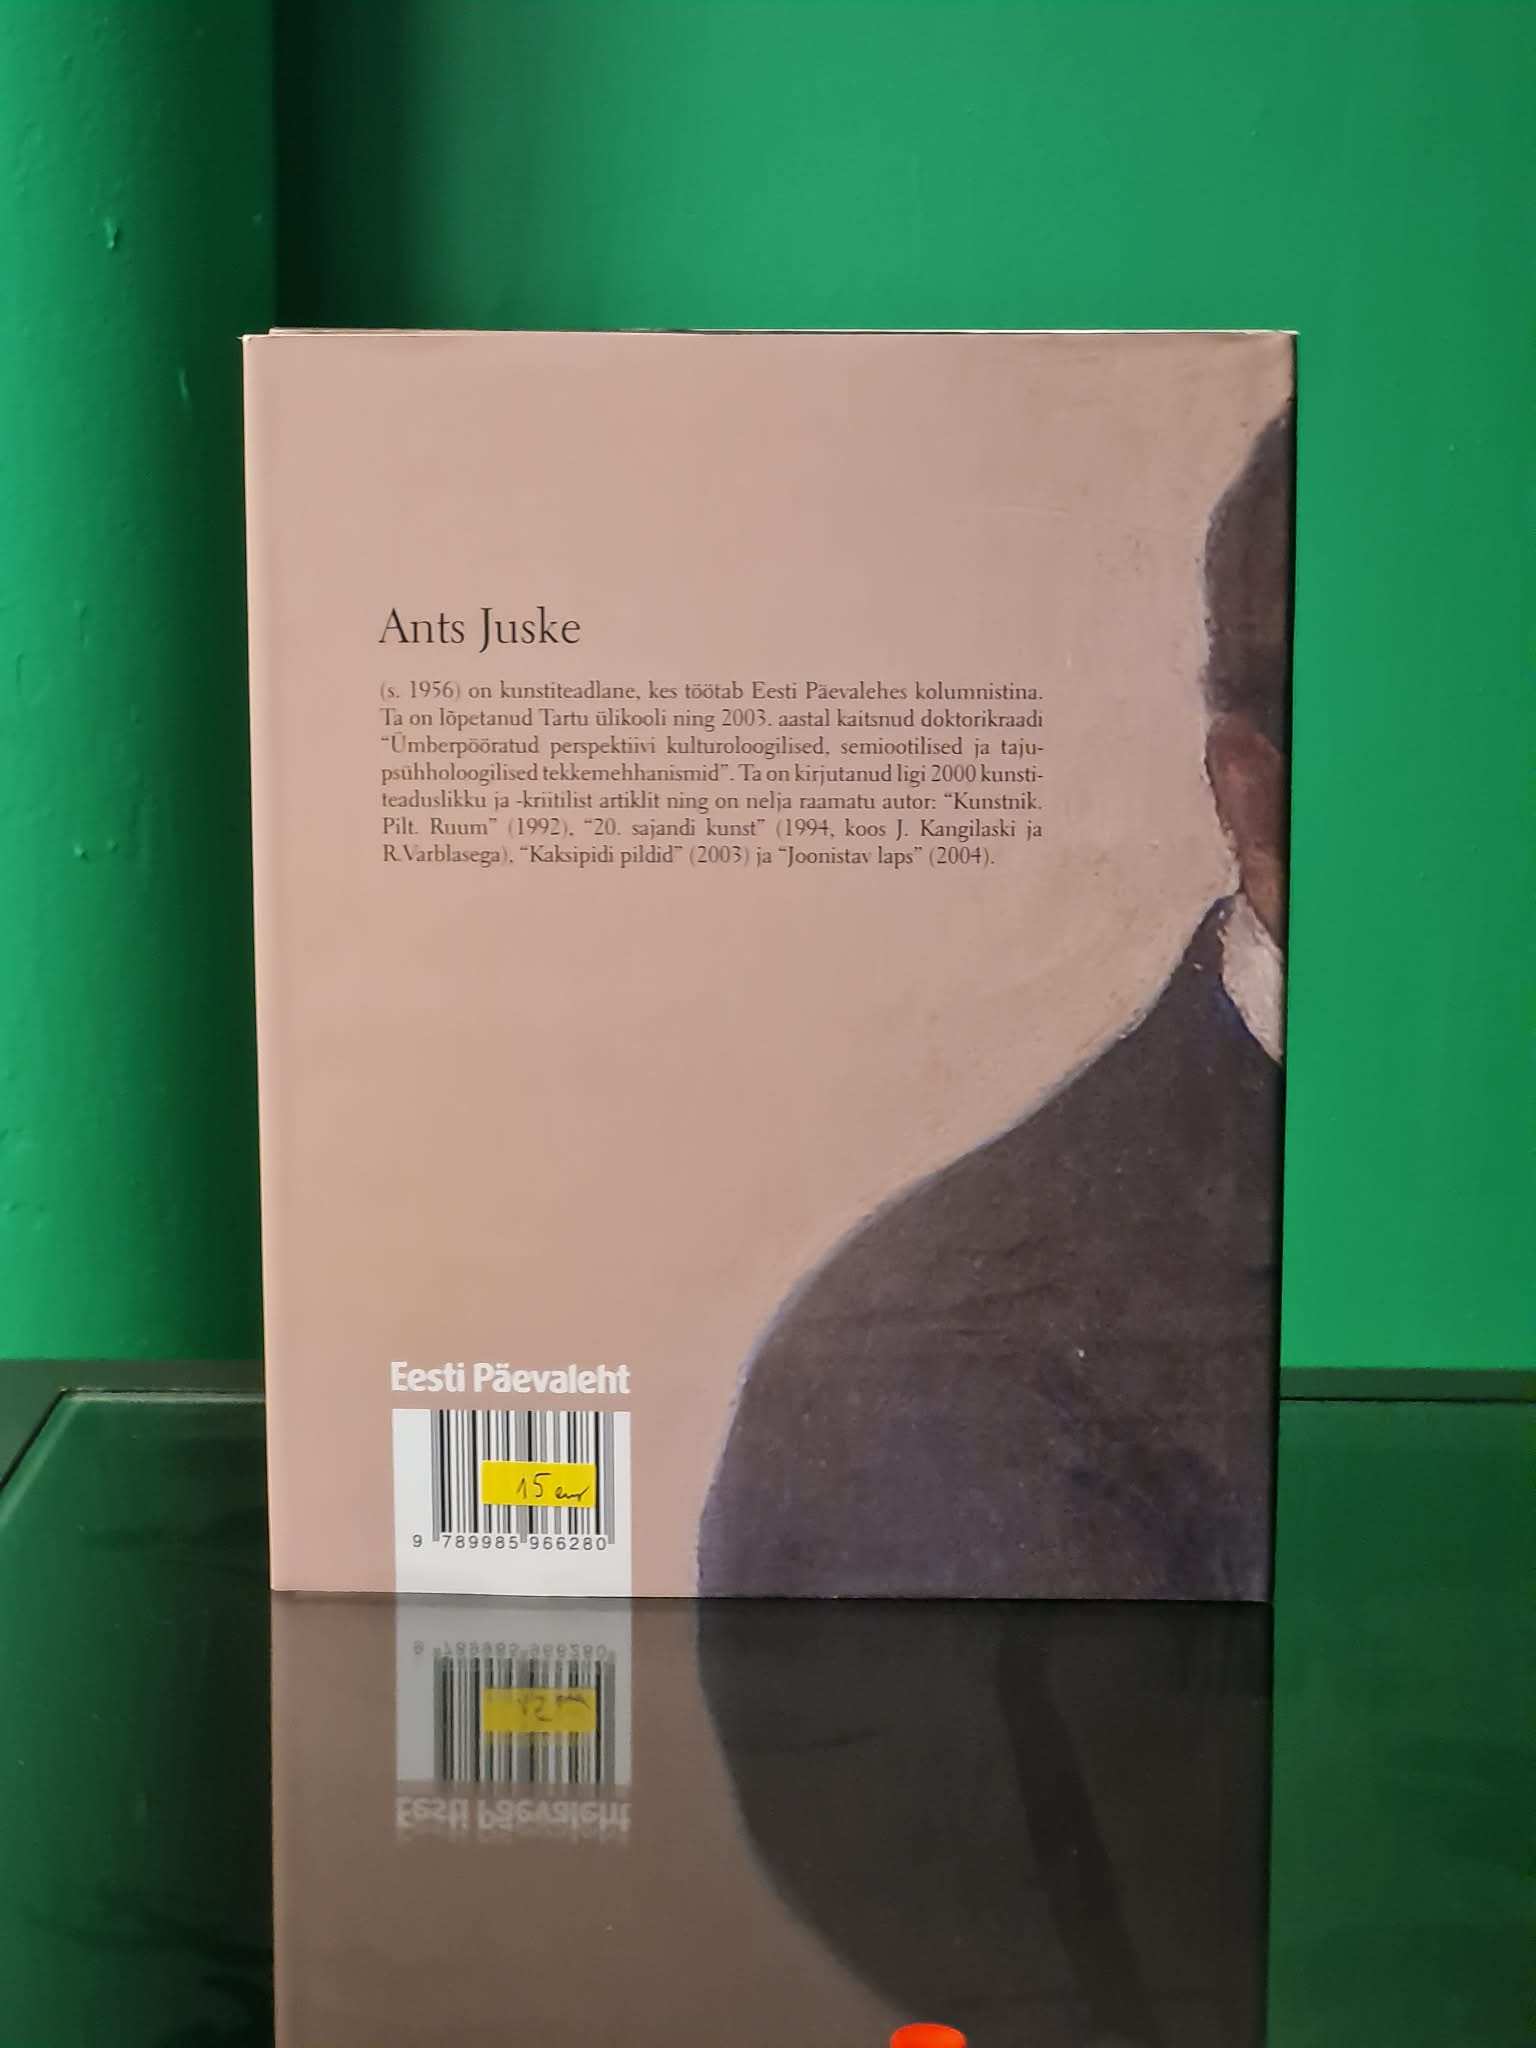 Ants Juske
(s. 1956) on kunstiteadlane, kes töötab Eesti Päevalehes kolumnistina.
Ta on lõpetanud Tartu ülikooli ning 2003. aastal kaitsnud doktorikraadi
“Ümberpööratud perspektiivi kulturoloogilised, semiootilised ja taju-
psühholoogilised tekkemehhanismid”. Ta on kirjutanud ligi 2000 kunsti-
teaduslikku ja -kriitilist artiklit ning on nelja raamatu autor: “Kunstnik.
Pilt. Ruum” (1992), “20. sajandi kunst” (1994, koos J. Kangilaski ja
R.Varblasega), “Kaksipidi pildid” (2003) ja “Joonistav laps” (2004).
Eesti Päevaleht
15 eur
9 789985 966280